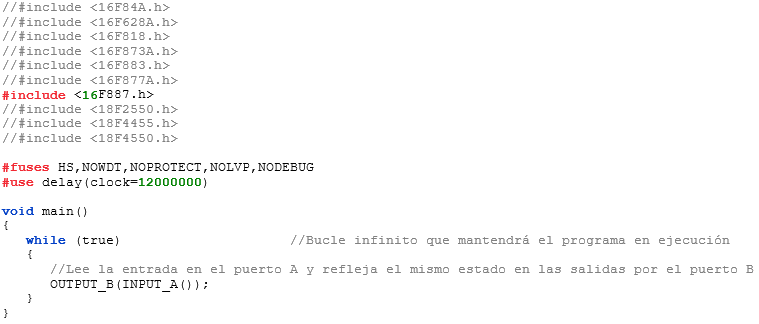 //#include <16F84A.h>
//#include <16F628A.h>
//#include <16F818.h>
//#include <16F873A.h>
//#include <16F883.h>
//#include <16F877A.h>
#include <16F887.h>
//#include <18F2550.h>
//#include <18F4455.h>
//#include <18F4550.h>
#fuses HS,NOWDT,NOPROTECT,NOLVP,NODEBUG
#use delay(clock=12000000)
void main()
{
while (true) //Bucle infinito que mantendrá el programa en ejecución
{
//Lee la entrada en el puerto A y refleja el mismo estado en las salidas por el puerto B
OUTPUT_B(INPUT_A());
}
}